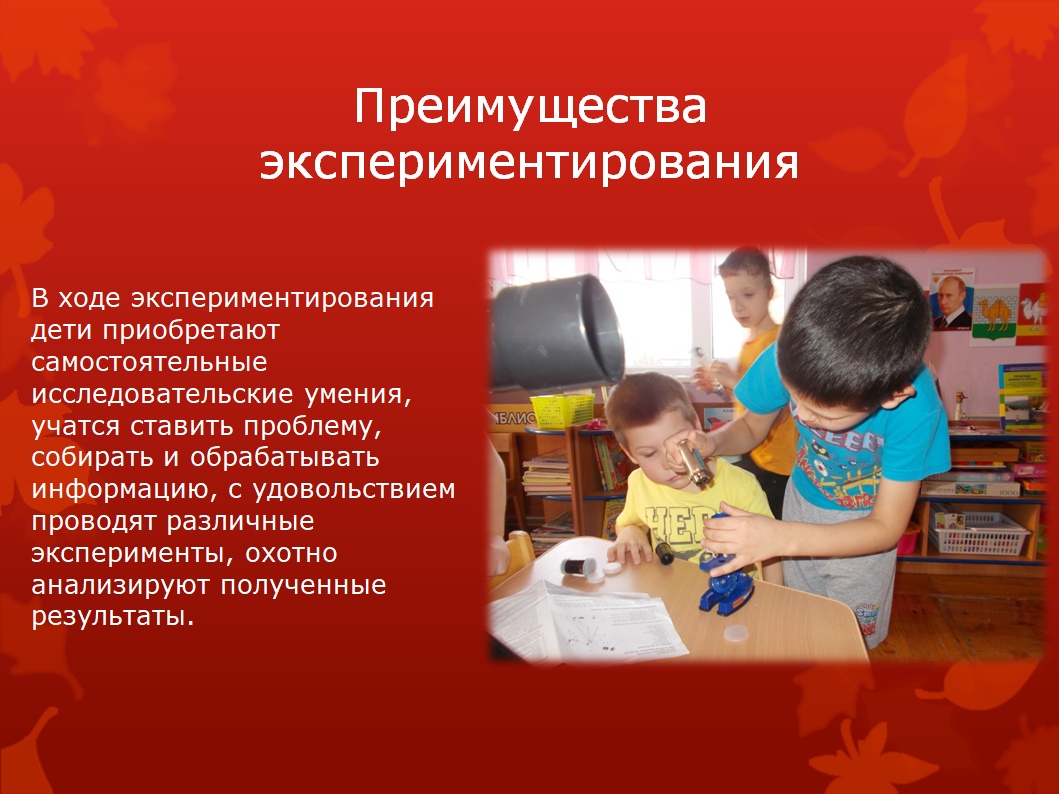 Преимущества
экспериментирования
В ходе экспериментирования
дети приобретают
самостоятельные
исследовательские умения,
учатся ставить проблему,
собирать и обрабатывать
информацию, с удовольствием
проводят различные
эксперименты, охотно
анализируют полученные
результаты.